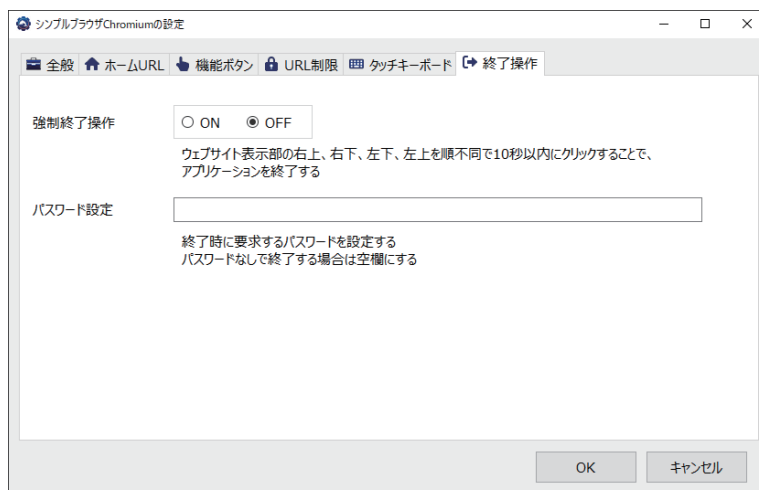 シンプルブラウザChromiumの設定
全般 ホームURL 機能ボタン URL制限 タッチキーボード 終了操作
強制終了操作 ON OFF
ウェブサイト表示部の右上、右下、左下、左上を順不同で10秒以内にクリックすることで、
アプリケーションを終了する
パスワード設定
終了時に要求するパスワードを設定する
パスワードなしで終了する場合は空欄にする
OK キャンセル